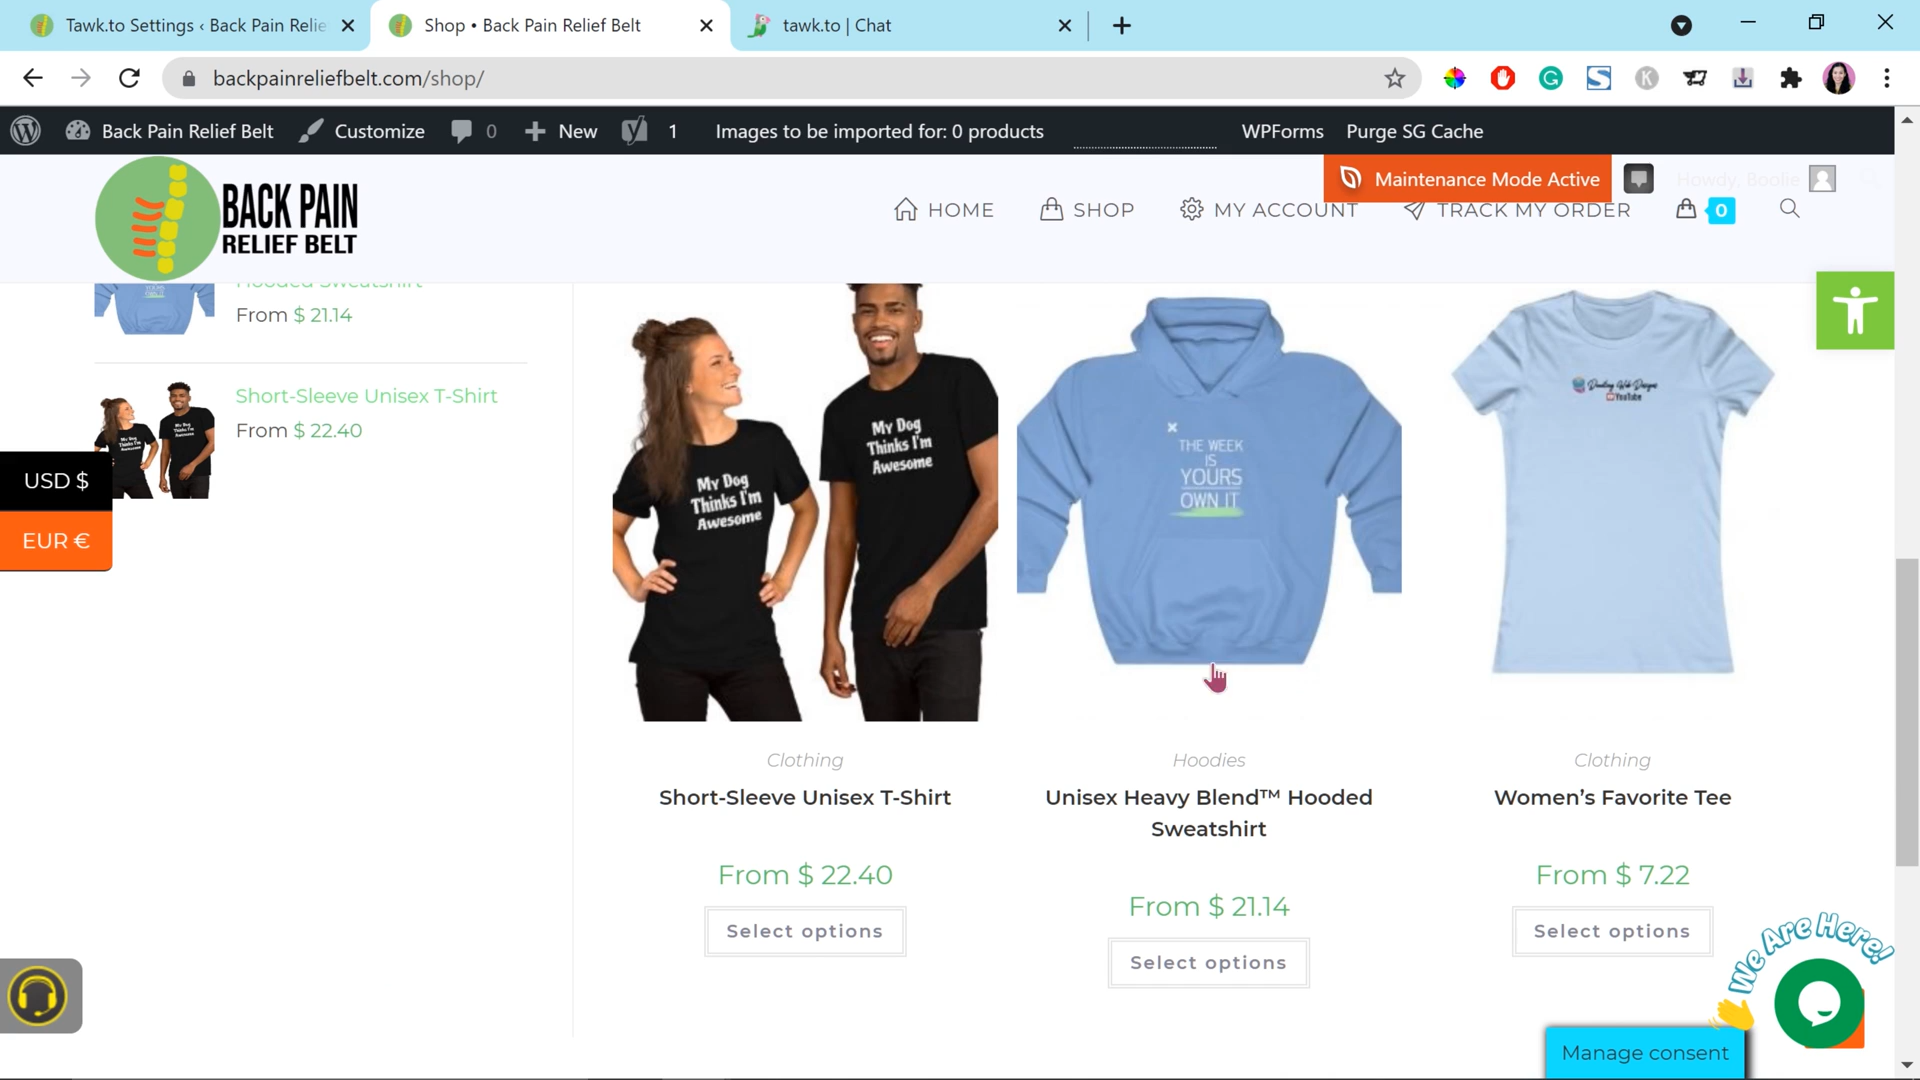 Tawk.to Settings ‹ Back Pain Relie
Shop • Back Pain Relief Belt
tawk.to | Chat
backpainreliefbelt.com/shop/
Back Pain Relief Belt
Customize
0
New
1
Images to be imported for: 0 products
WPForms
Purge SG Cache
Maintenance Mode Active
Howdy, Boolie
BACK PAIN
RELIEF BELT
HOME
SHOP
MY ACCOUNT
TRACK MY ORDER
0
Hooded Sweatshirt
From $ 21.14
Short-Sleeve Unisex T-Shirt
From $ 22.40
USD $
EUR €
My Dog
Thinks I'm
Awesome
My Dog
Thinks I'm
Awesome
THE WEEK
IS
YOURS
OWN IT
YouTube
Clothing
Short-Sleeve Unisex T-Shirt
From $ 22.40
Select options
Hoodies
Unisex Heavy Blend™ Hooded
Sweatshirt
From $ 21.14
Select options
Clothing
Women's Favorite Tee
From $ 7.22
Select options
We Are Here!
Manage consent